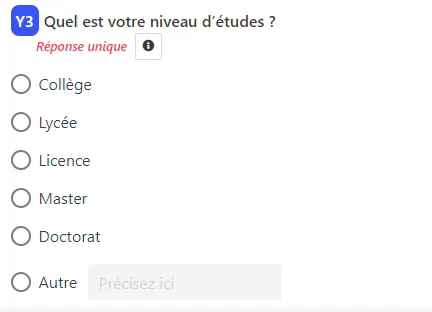 Y3 Quel est votre niveau d’études ?
Réponse unique
Collège
Lycée
Licence
Master
Doctorat
Autre Précisez ici